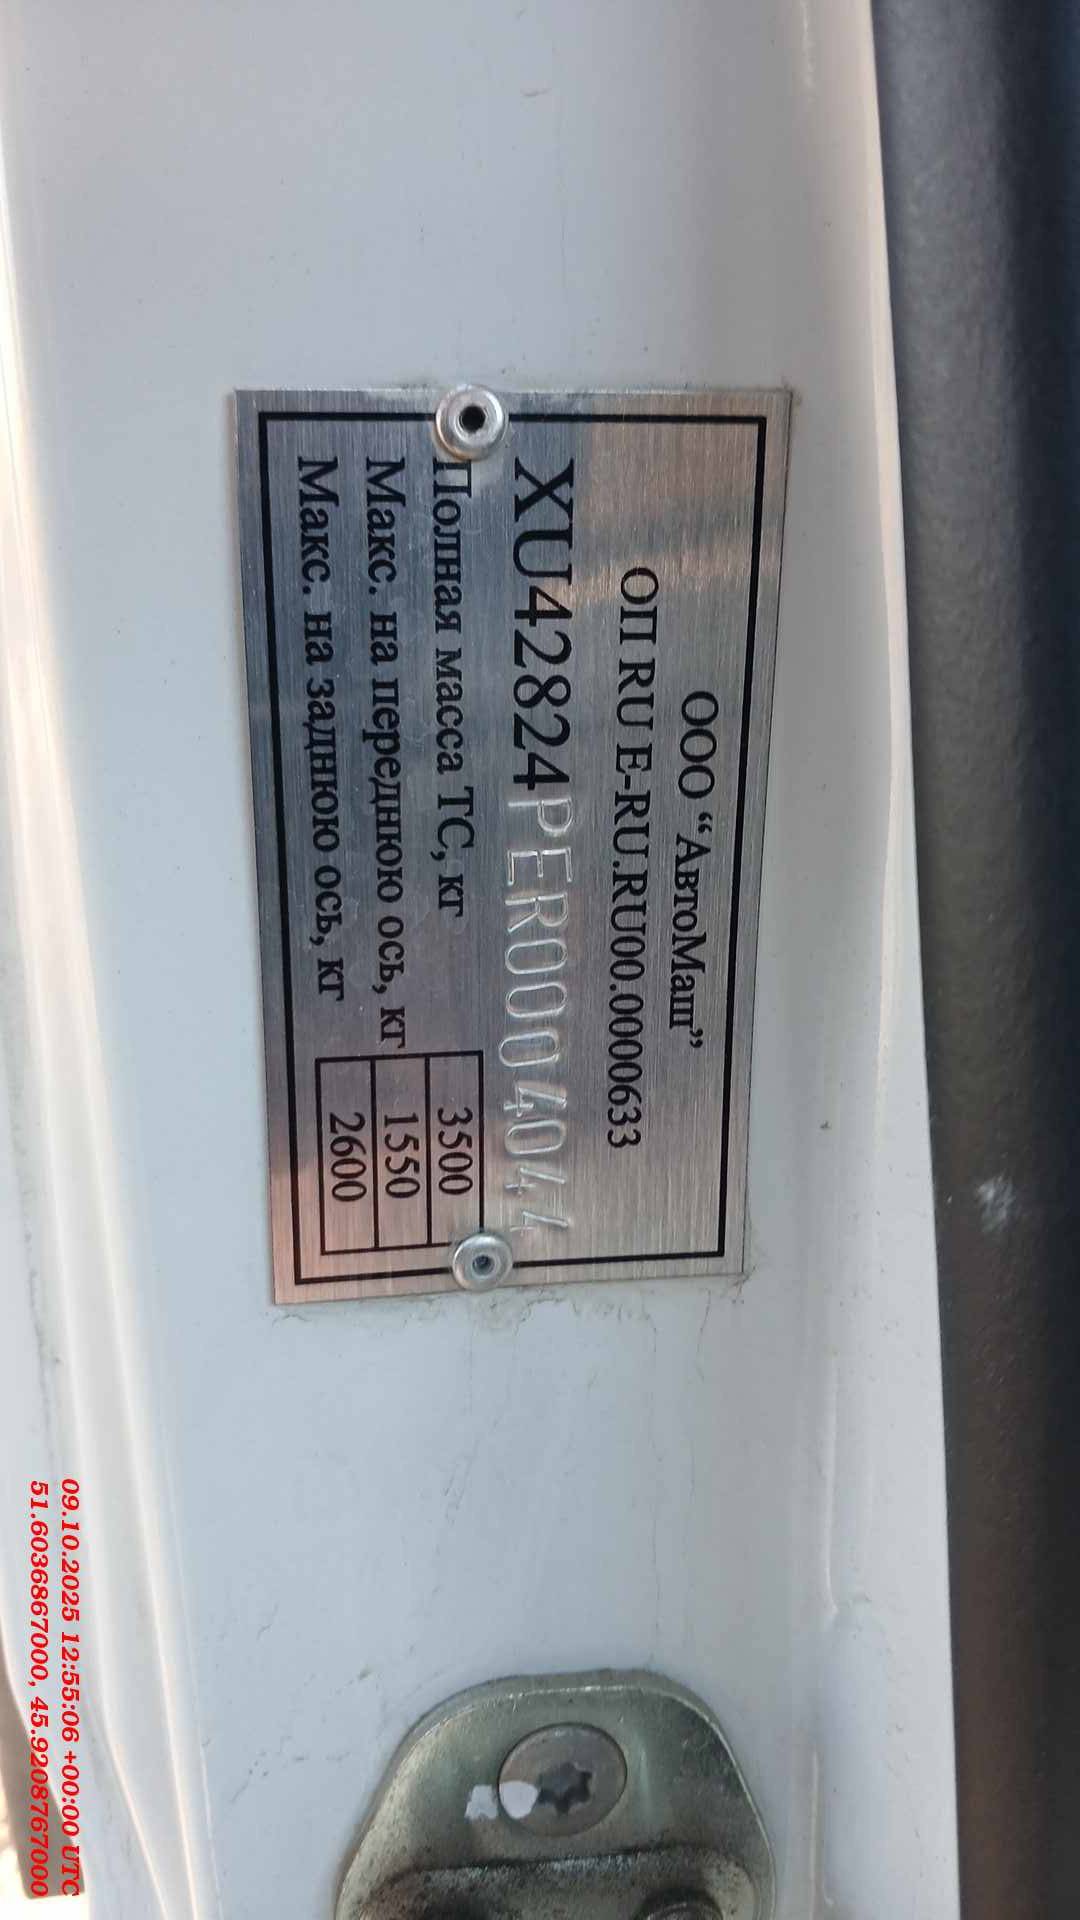 ООО “АвтоМаш”
ОП RU E-RU.RU00.0000633
XU42824PER0004044
Полная масса ТС, кг 3500
Макс. на переднюю ось, кг 1550
Макс. на заднюю ось, кг 2600
09.10.2025 12:55:06 +00:00 UTC
51.6036867000, 45.9208767000